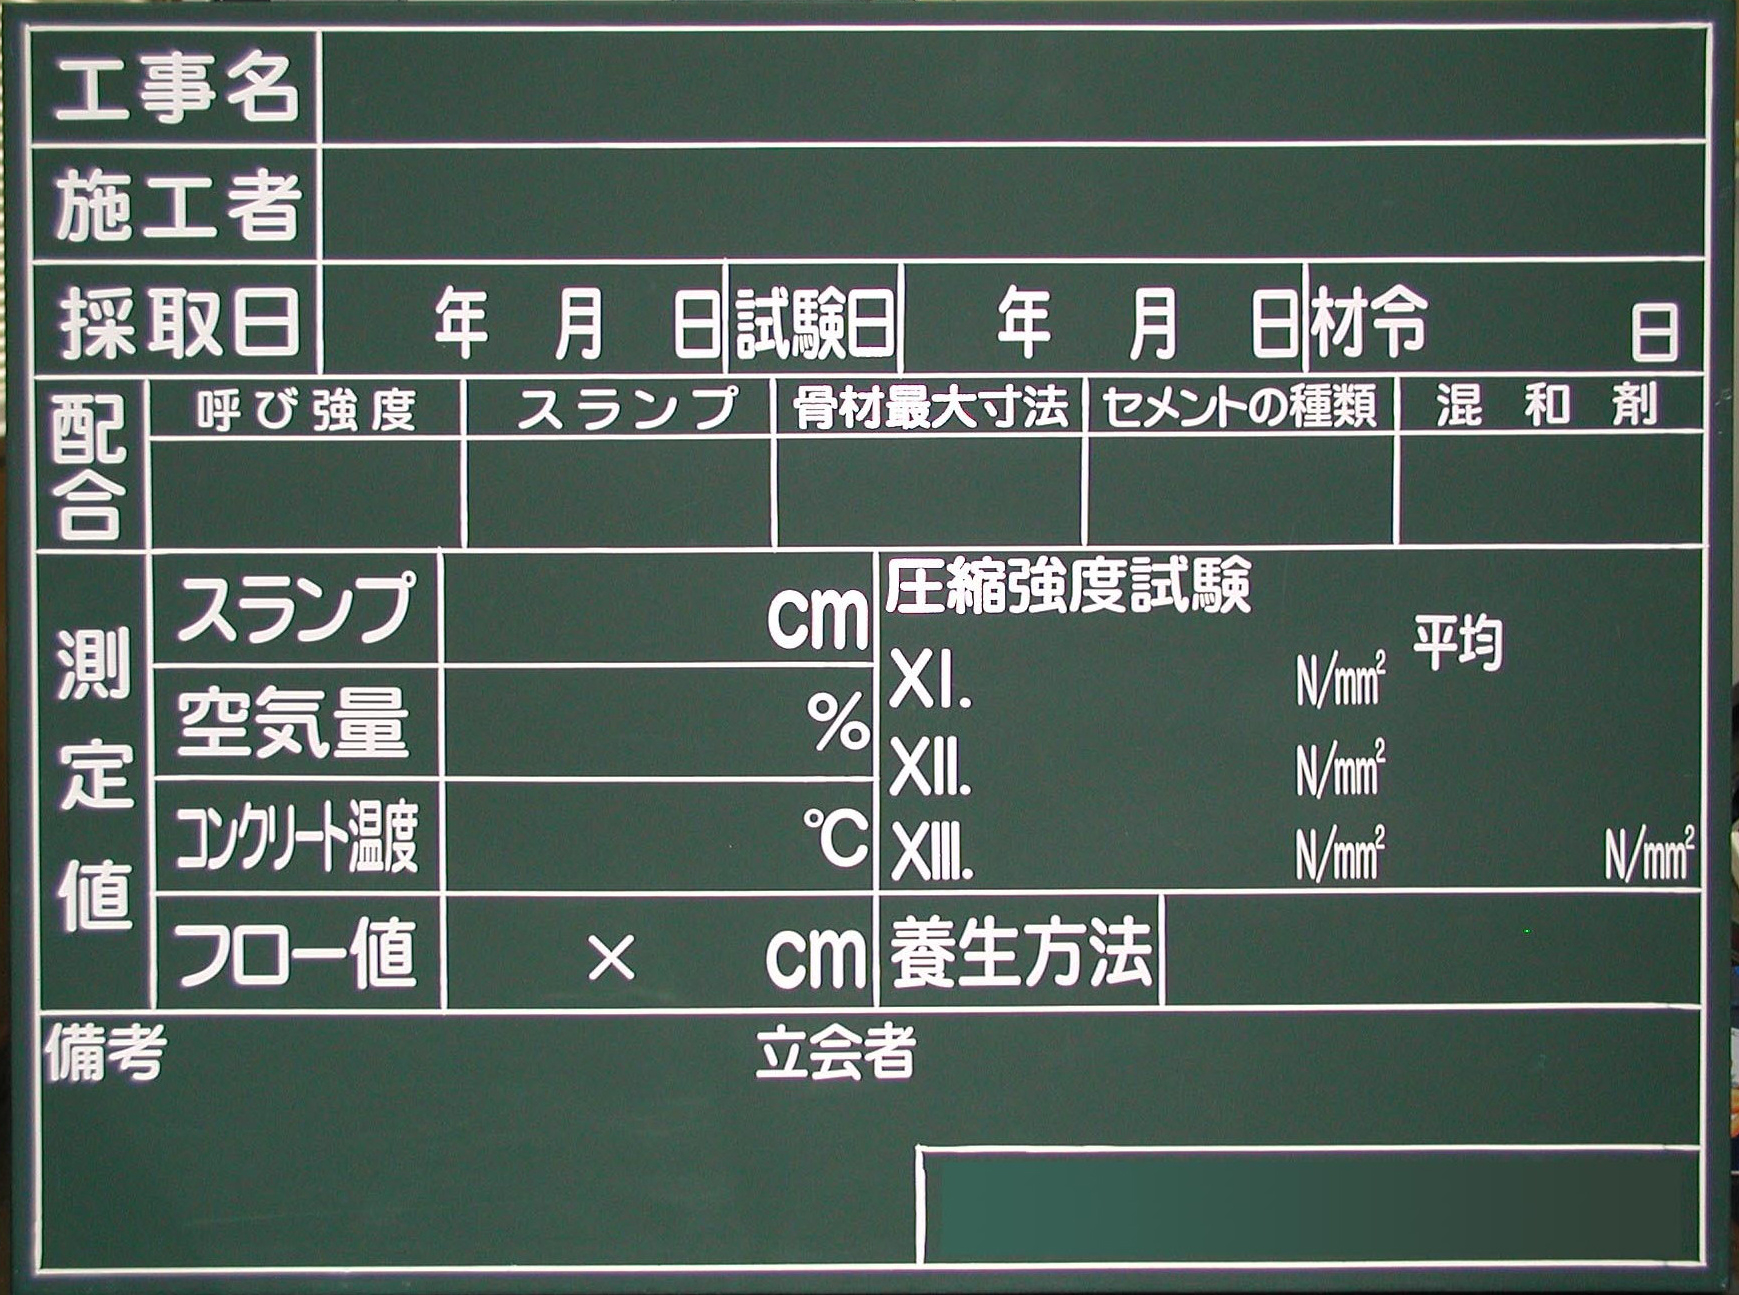 工事名
施工者
採取日 年 月 日 試験日 年 月 日 材令 日
配合
呼び強度 スランプ 骨材最大寸法 セメントの種類 混和剤
測定値
スランプ cm
空気量 %
コンクリート温度 ℃
フロー値 × cm
圧縮強度試験
平均
XI. N/mm²
XII. N/mm²
XIII. N/mm² N/mm²
養生方法
備考 立会者